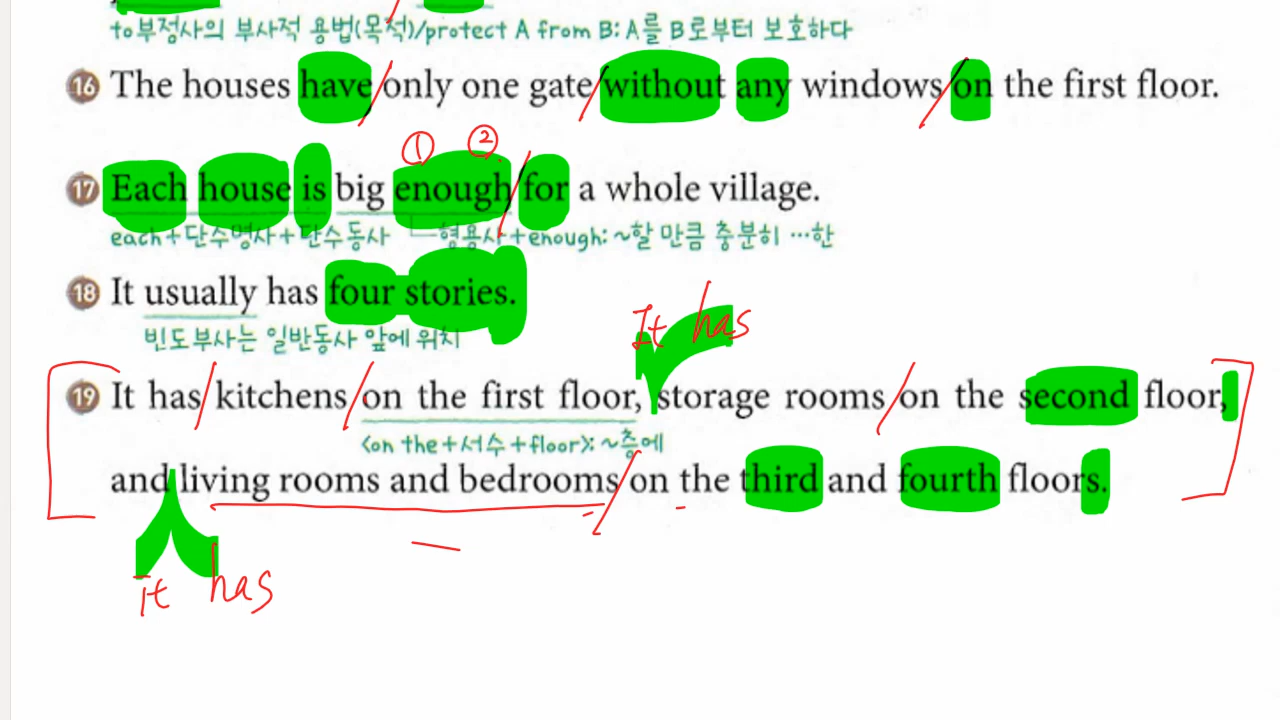 to부정사의 부사적 용법(목적)/protect A from B: A를 B로부터 보호하다
16 The houses have/only one gate/without any windows/on the first floor.
① ②
17 Each house is big enough/for a whole village.
each+단수명사+단수동사 형용사+enough: ~할 만큼 충분히 …한
18 It usually has four stories.
빈도부사는 일반동사 앞에 위치
It has
19 It has/kitchens/on the first floor, storage rooms/on the second floor,
<on the+서수+floor>: ~층에
and living rooms and bedrooms/on the third and fourth floors.
it has